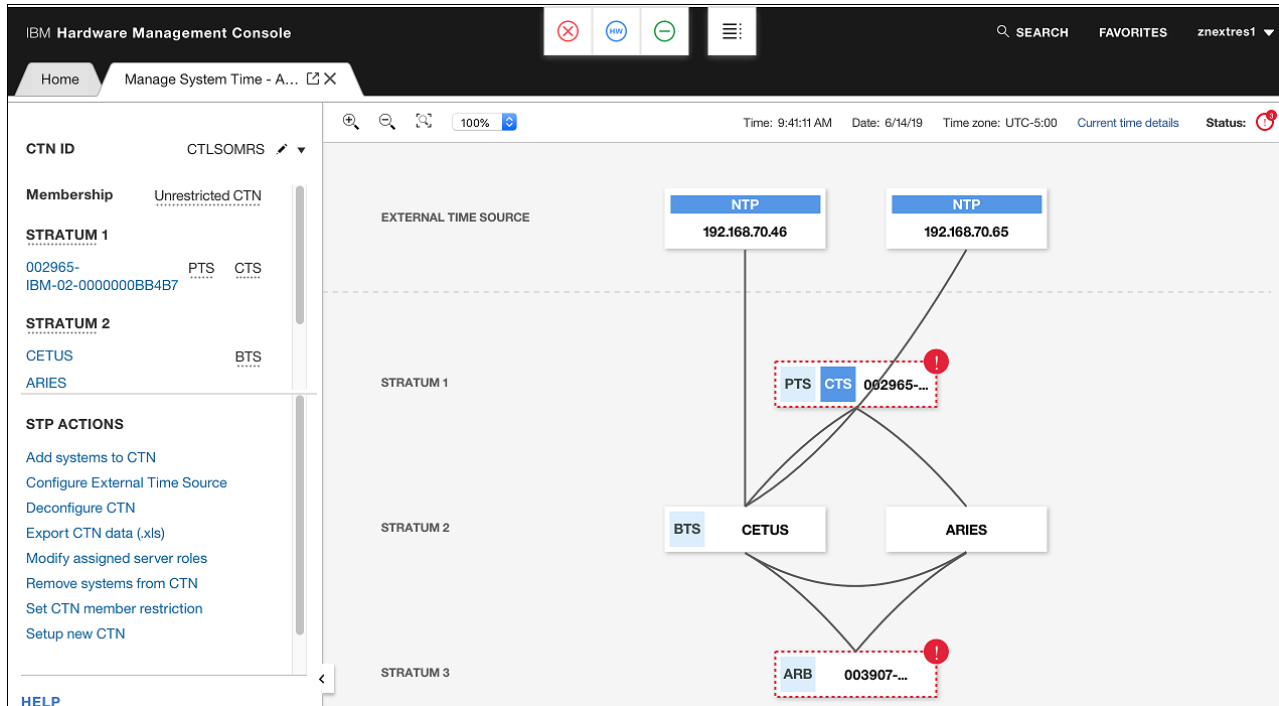 IBM Hardware Management Console
HW
SEARCH
FAVORITES
znextres1
Home
Manage System Time - A...
100%
Time: 9:41:11 AM
Date: 6/14/19
Time zone: UTC-5:00
Current time details
Status:
3
CTN ID
CTLSOMRS
Membership
Unrestricted CTN
STRATUM 1
002965-
IBM-02-0000000BB4B7
PTS
CTS
STRATUM 2
CETUS
BTS
ARIES
STP ACTIONS
Add systems to CTN
Configure External Time Source
Deconfigure CTN
Export CTN data (.xls)
Modify assigned server roles
Remove systems from CTN
Set CTN member restriction
Setup new CTN
HELP
EXTERNAL TIME SOURCE
NTP
192.168.70.46
NTP
192.168.70.65
STRATUM 1
PTS
CTS
002965-...
!
STRATUM 2
BTS
CETUS
ARIES
STRATUM 3
ARB
003907-...
!